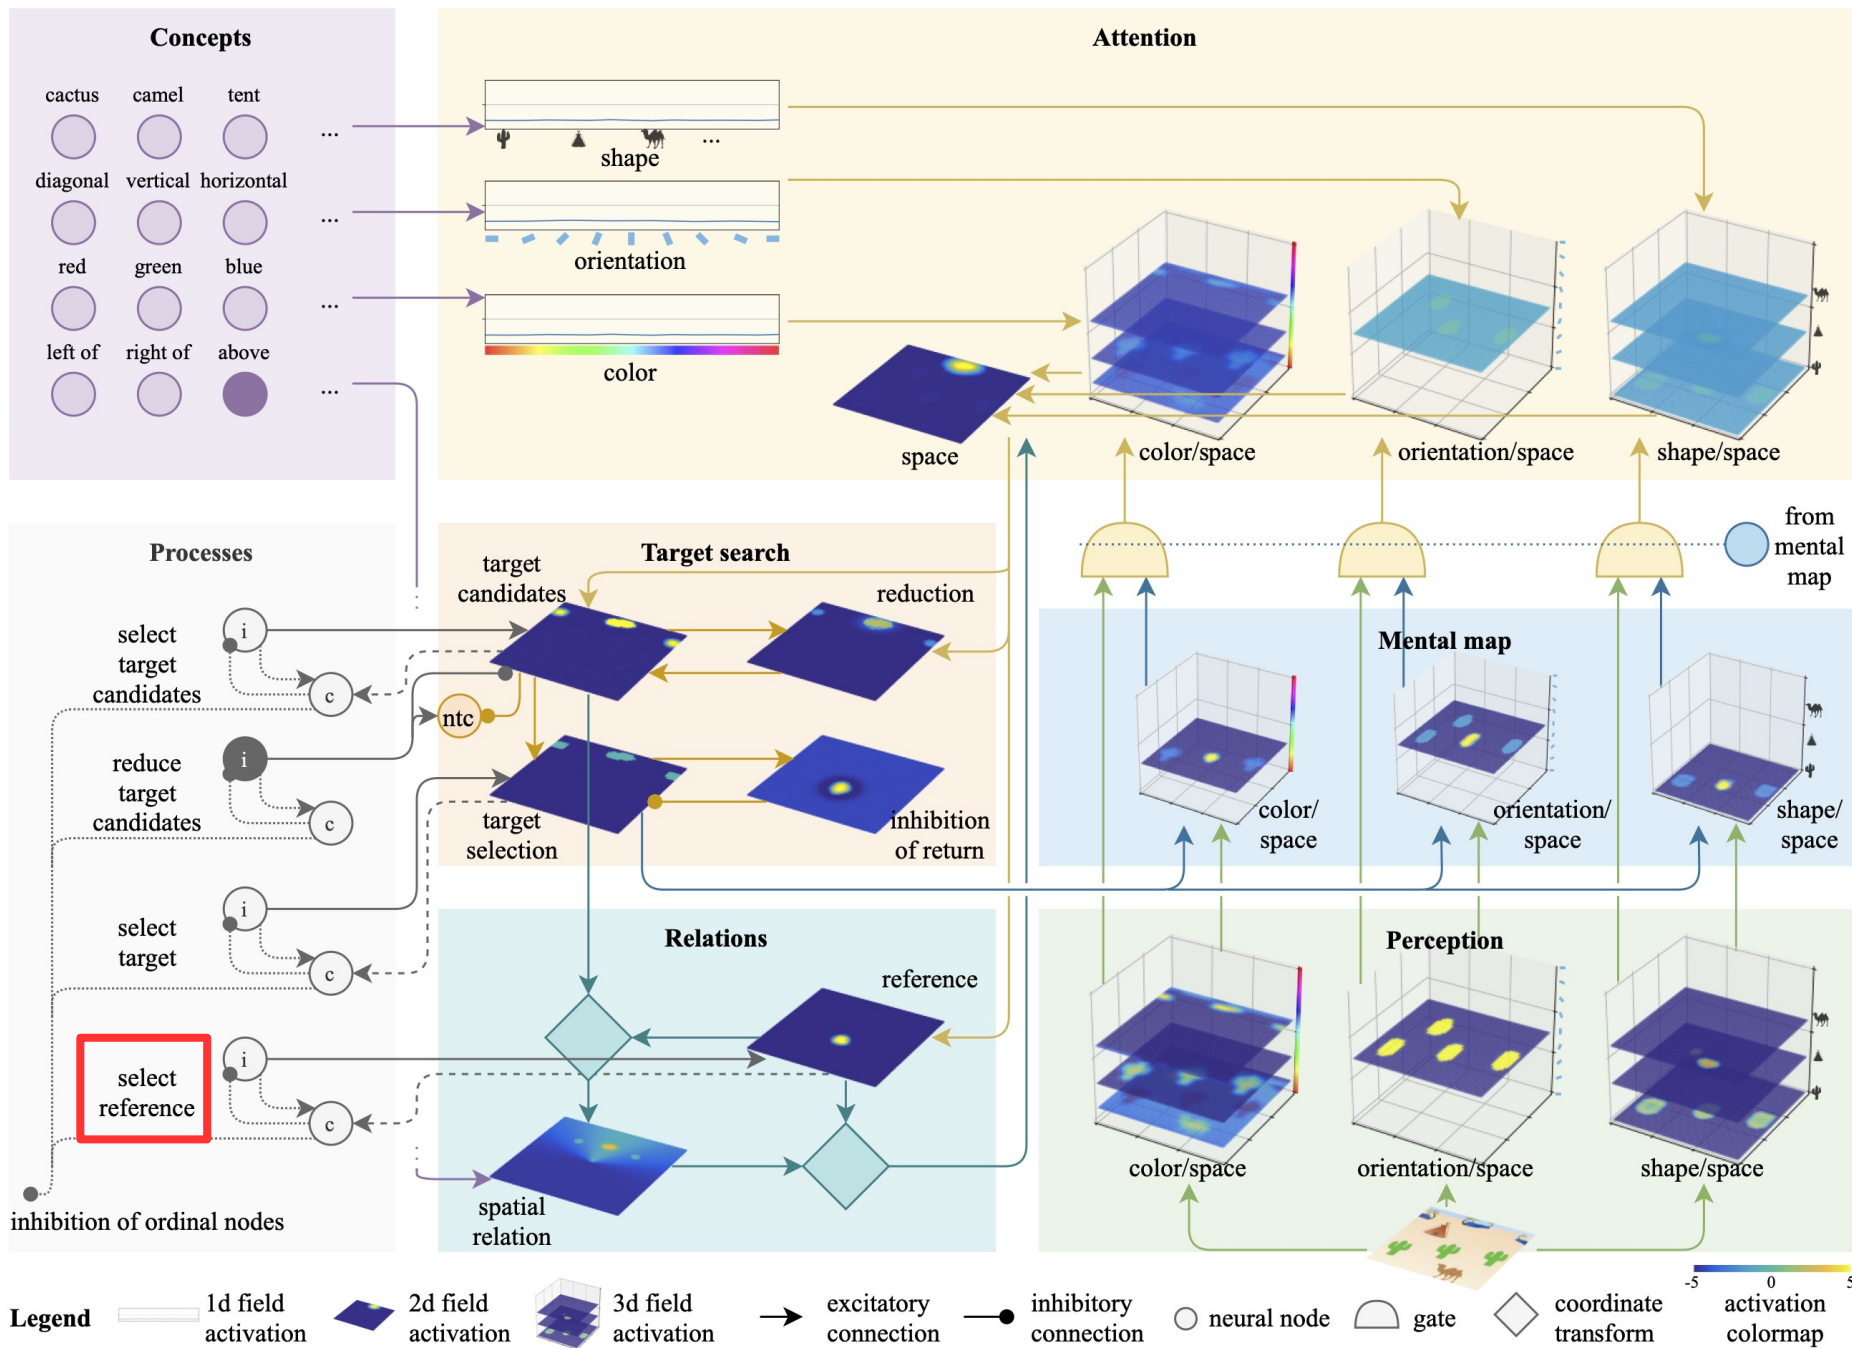 Concepts
cactus camel tent
...
diagonal vertical horizontal
...
red green blue
...
left of right of above
...
Attention
...
shape
orientation
color
space
color/space
orientation/space
shape/space
from
mental
map
Processes
select
target
candidates
i
c
reduce
target
candidates
i
c
select
target
i
c
select
reference
i
c
inhibition of ordinal nodes
Target search
target
candidates
reduction
ntc
target
selection
inhibition
of return
Mental map
color/
space
orientation/
space
shape/
space
Relations
reference
spatial
relation
Perception
color/space
orientation/space
shape/space
Legend
1d field
activation
2d field
activation
3d field
activation
excitatory
connection
inhibitory
connection
neural node
gate
coordinate
transform
-5 0 5
activation
colormap